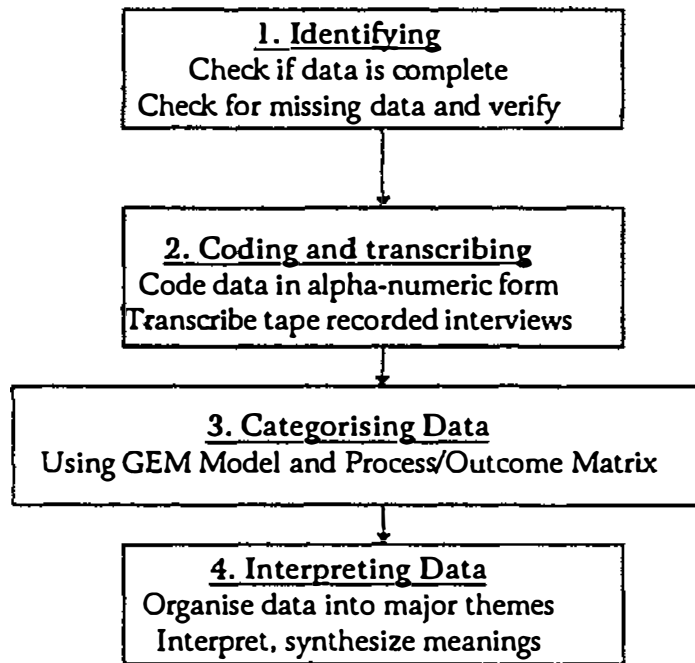 1. Identifying
Check if data is complete
Check for missing data and verify
2. Coding and transcribing
Code data in alpha-numeric form
Transcribe tape recorded interviews
3. Categorising Data
Using GEM Model and Process/Outcome Matrix
4. Interpreting Data
Organise data into major themes
Interpret, synthesize meanings